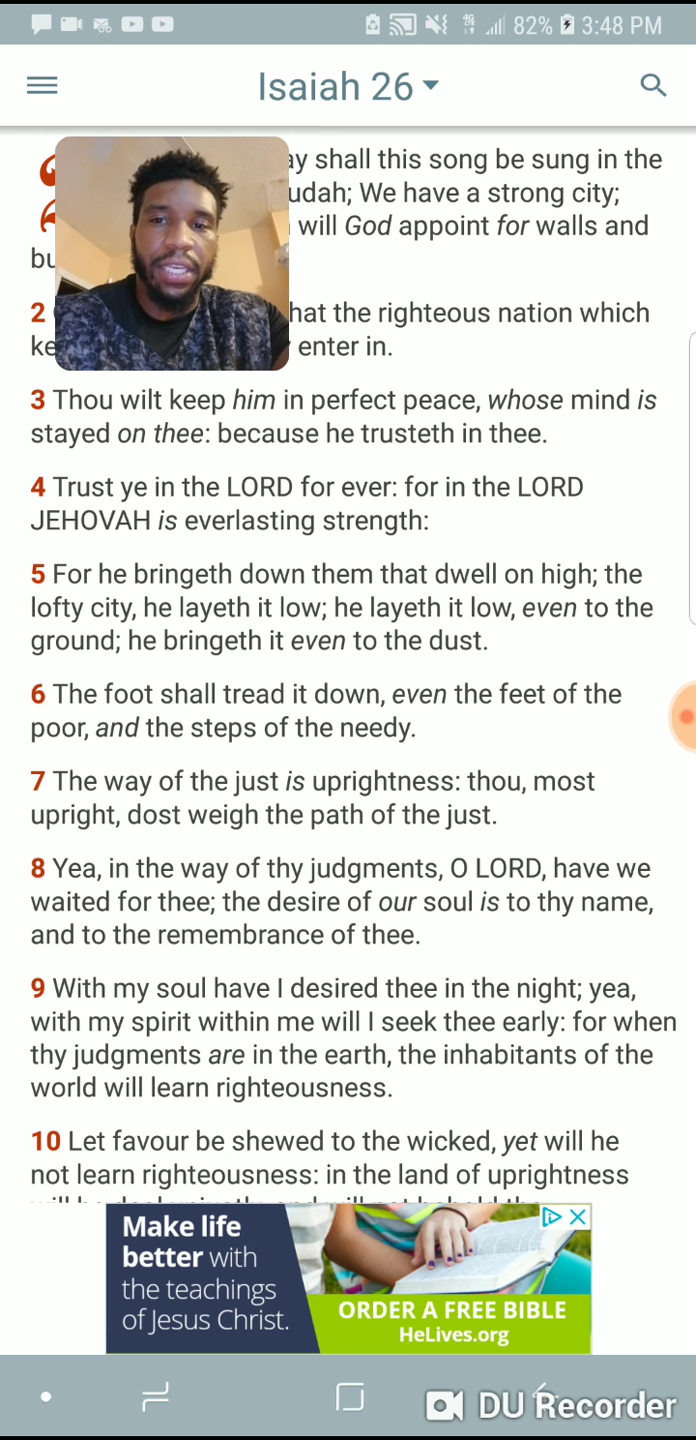 82% 3:48 PM
Isaiah 26
shall this song be sung in the
We have a strong city;
will God appoint for walls and
2 that the righteous nation which
enter in.
3 Thou wilt keep him in perfect peace, whose mind is
stayed on thee: because he trusteth in thee.
4 Trust ye in the LORD for ever: for in the LORD
JEHOVAH is everlasting strength:
5 For he bringeth down them that dwell on high; the
lofty city, he layeth it low; he layeth it low, even to the
ground; he bringeth it even to the dust.
6 The foot shall tread it down, even the feet of the
poor, and the steps of the needy.
7 The way of the just is uprightness: thou, most
upright, dost weigh the path of the just.
8 Yea, in the way of thy judgments, O LORD, have we
waited for thee; the desire of our soul is to thy name,
and to the remembrance of thee.
9 With my soul have I desired thee in the night; yea,
with my spirit within me will I seek thee early: for when
thy judgments are in the earth, the inhabitants of the
world will learn righteousness.
10 Let favour be shewed to the wicked, yet will he
not learn righteousness: in the land of uprightness
Make life
better with
the teachings
of Jesus Christ.
ORDER A FREE BIBLE
HeLives.org
DU Recorder